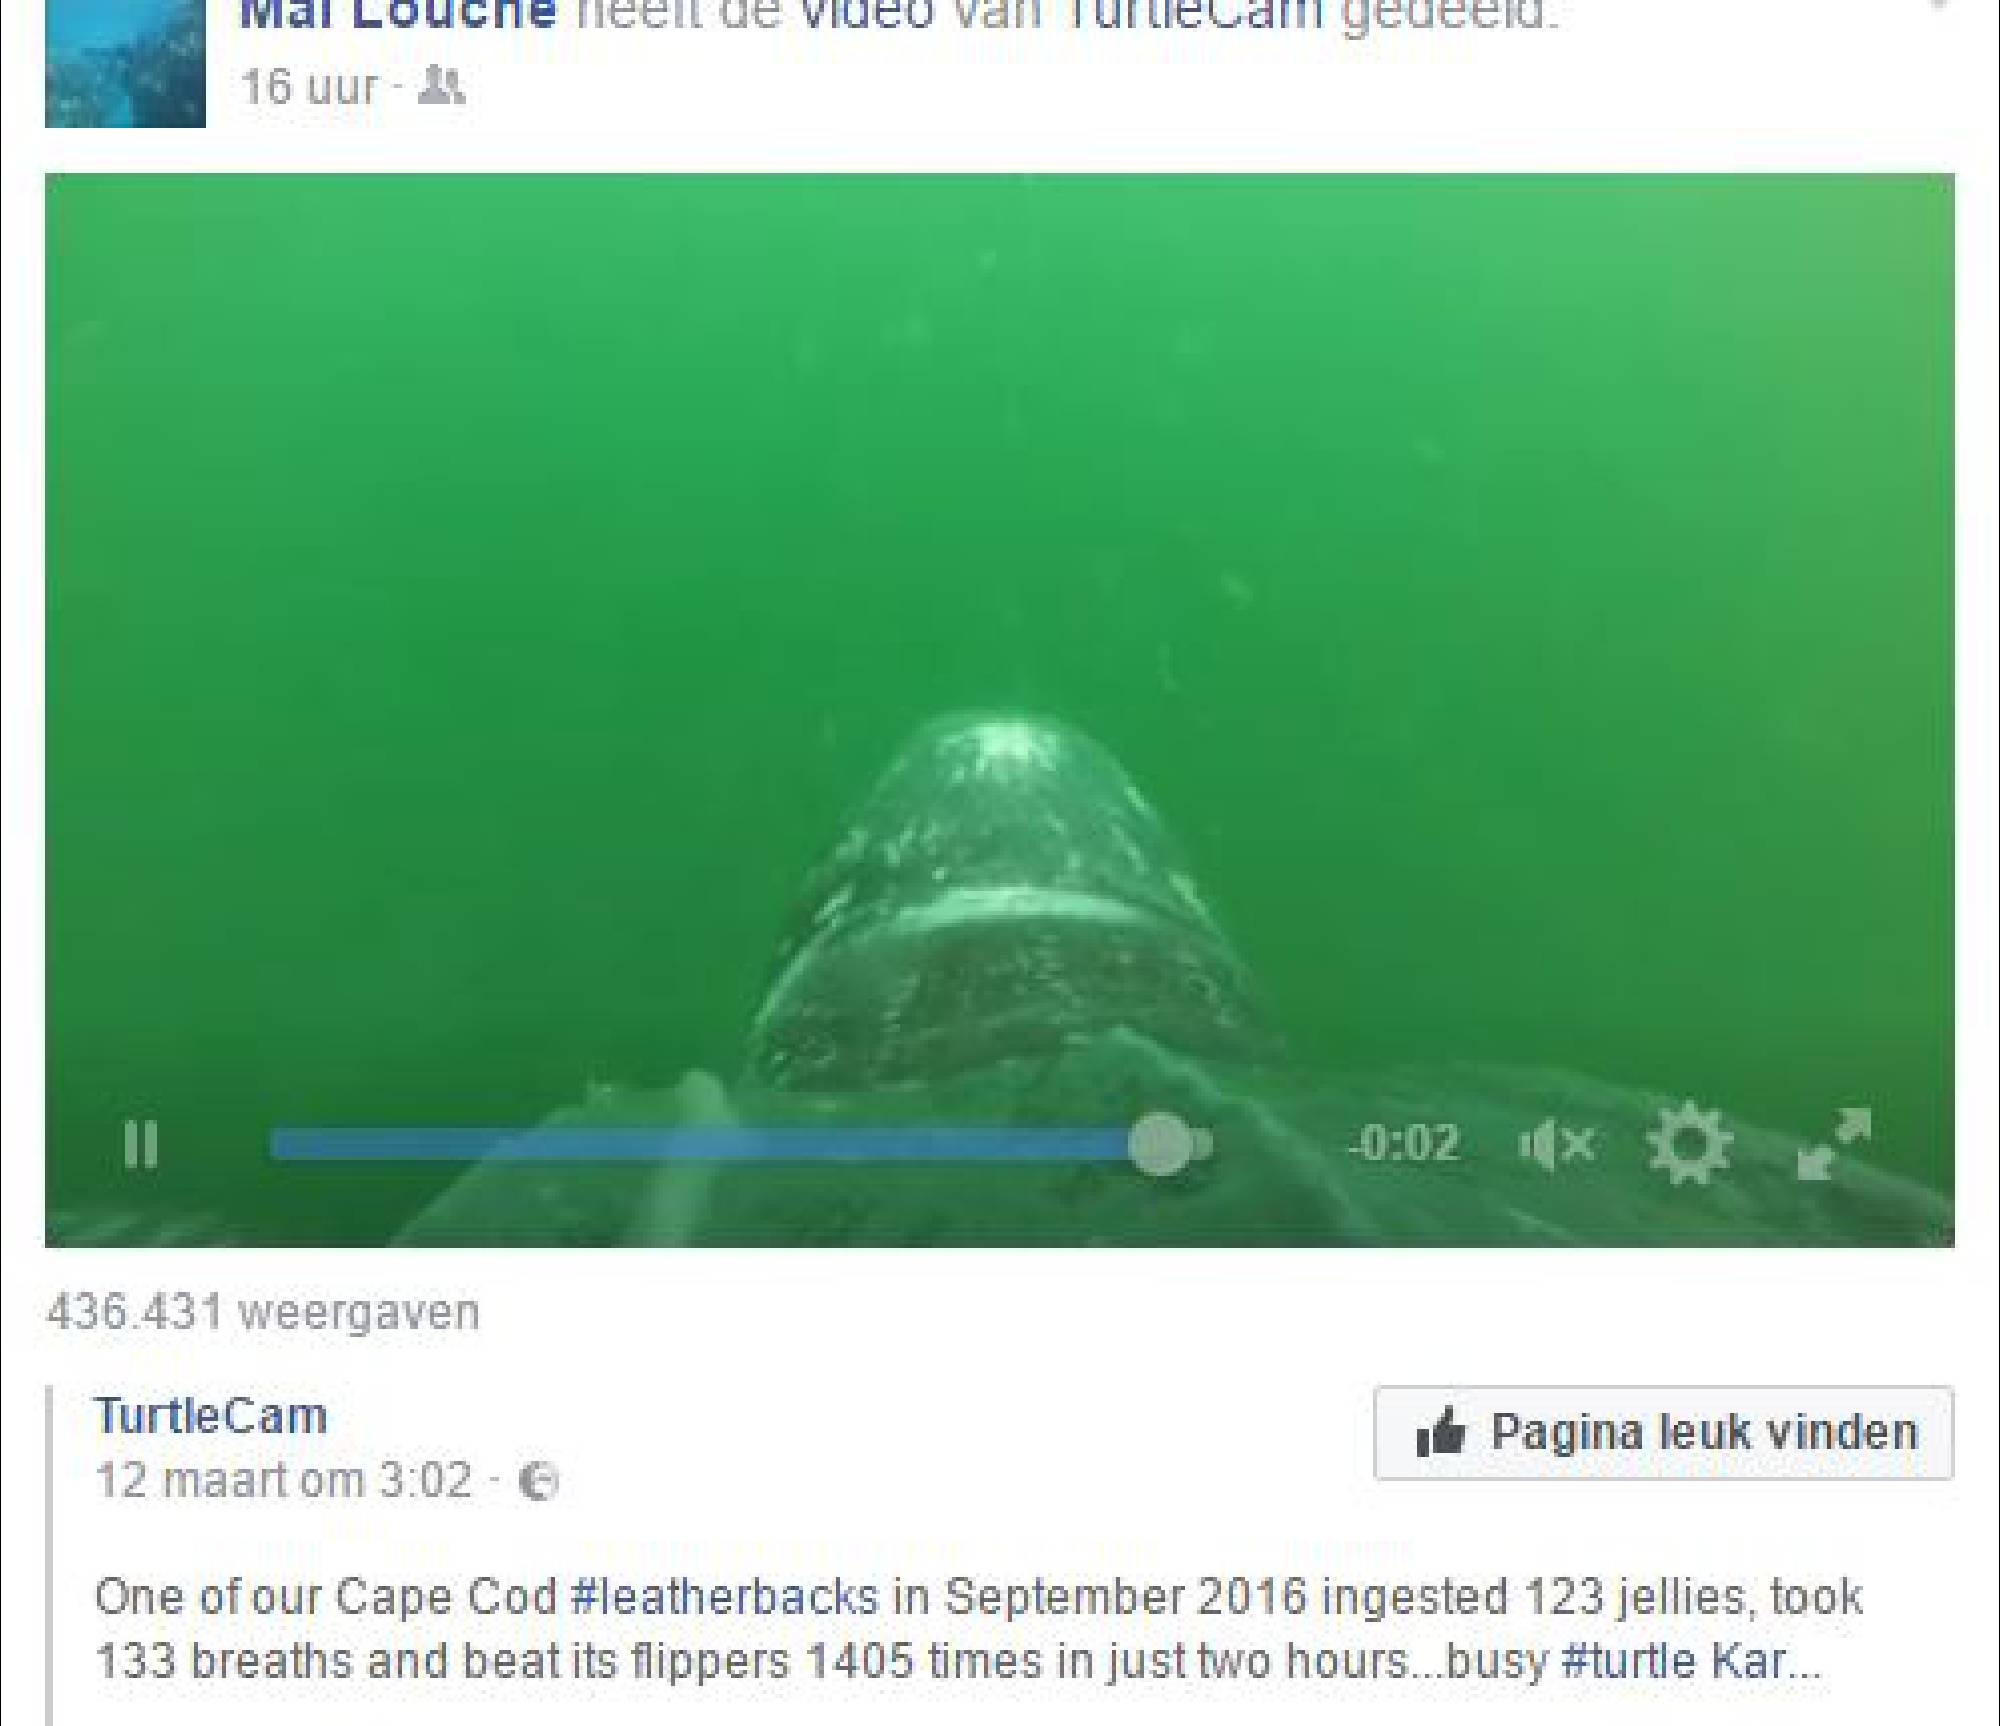 Mal Louche heeft de video van TurtleCam gedeeld.
16 uur ·
-0:02
436.431 weergaven
TurtleCam
Pagina leuk vinden
12 maart om 3:02 ·
One of our Cape Cod #leatherbacks in September 2016 ingested 123 jellies, took
133 breaths and beat its flippers 1405 times in just two hours...busy #turtle Kar...